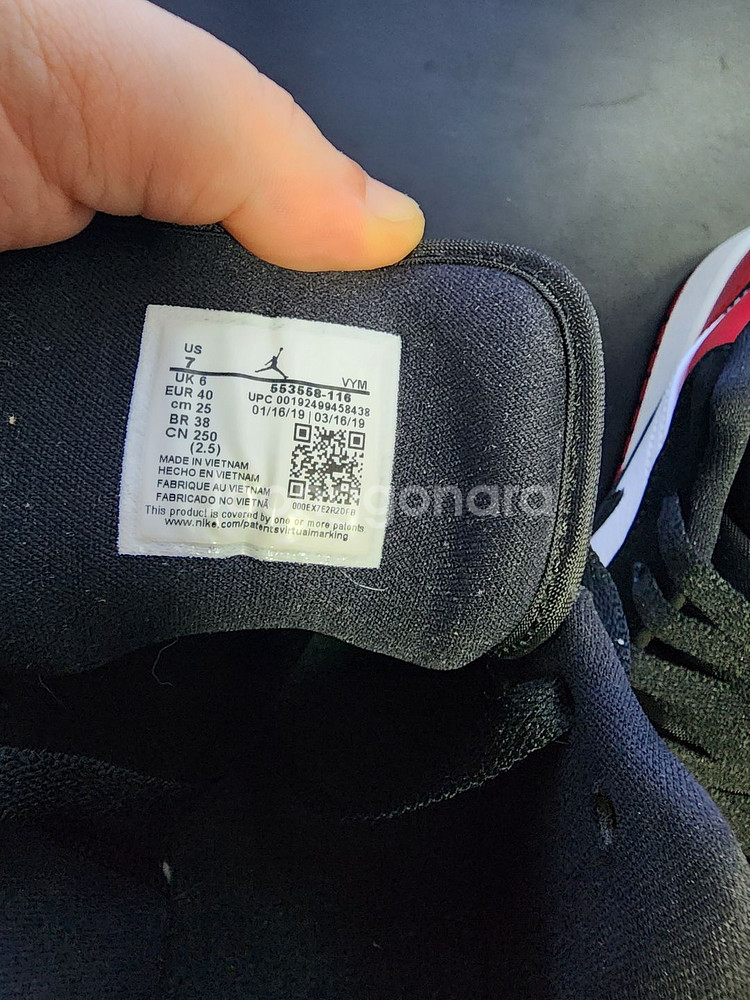 US
7
VYM
UK 6
553558-116
EUR 40
UPC 00192499458438
cm 25
01/16/19 | 03/16/19
BR 38
CN 250
(2.5)
MADE IN VIETNAM
HECHO EN VIETNAM
FABRIQUE AU VIETNAM
FABRICADO NO VIETNÃ
000EX7E2R2DFB
This product is covered by one or more patents
www.nike.com/patentsvirtualmarking